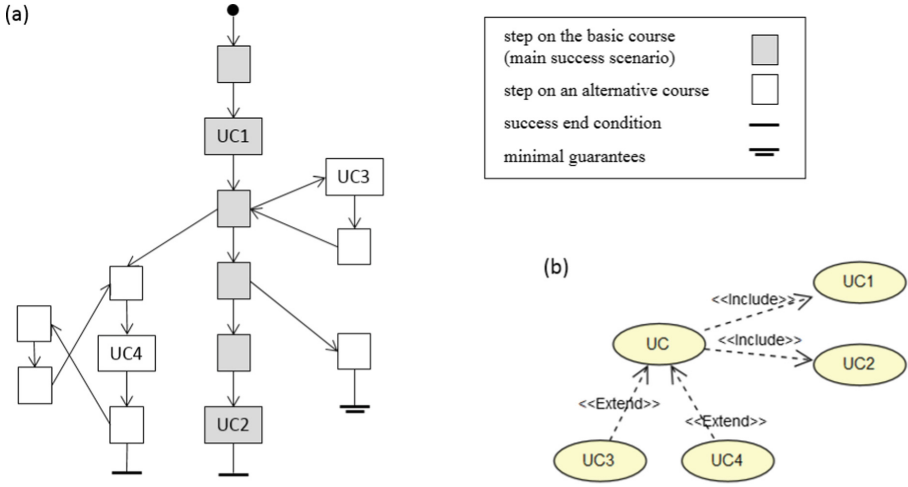 (a)
UC1
UC3
UC4
UC2
step on the basic course
(main success scenario)
step on an alternative course
success end condition
minimal guarantees
(b)
UC1
<<Include>>
UC
<<Include>>
UC2
<<Extend>>
<<Extend>>
UC3
UC4